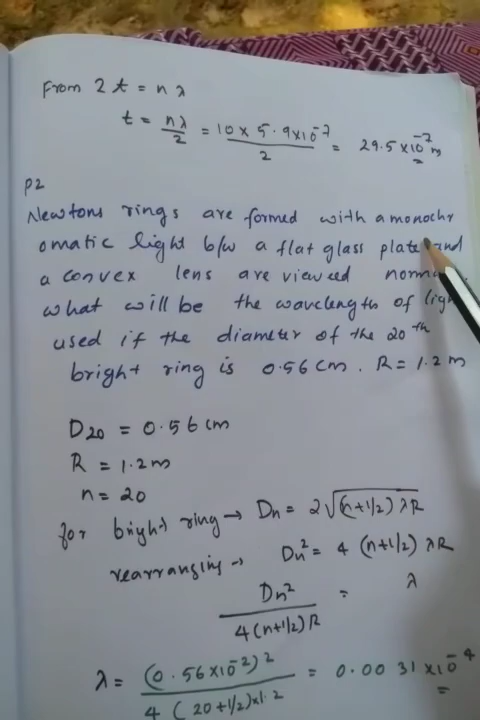 From 2t = nλ
t = nλ/2 = 10 × 5.9×10⁻⁷/2 = 29.5×10⁻⁷ m
P2
Newtons rings are formed with a monochr
omatic light b/w a flat glass plate and
a convex lens are viewed norma
what will be the wavelength of ligh
used if the diameter of the 20th
bright ring is 0.56 cm. R = 1.2 m
D20 = 0.56 cm
R = 1.2 m
n = 20
for bright ring → Dn = 2√(n+1/2) λR
rearranging → Dn² = 4 (n+1/2) λR
Dn²/4(n+1/2)R = λ
λ = (0.56×10⁻²)²/4 (20+1/2)×1.2 = 0.0031 ×10⁻⁴